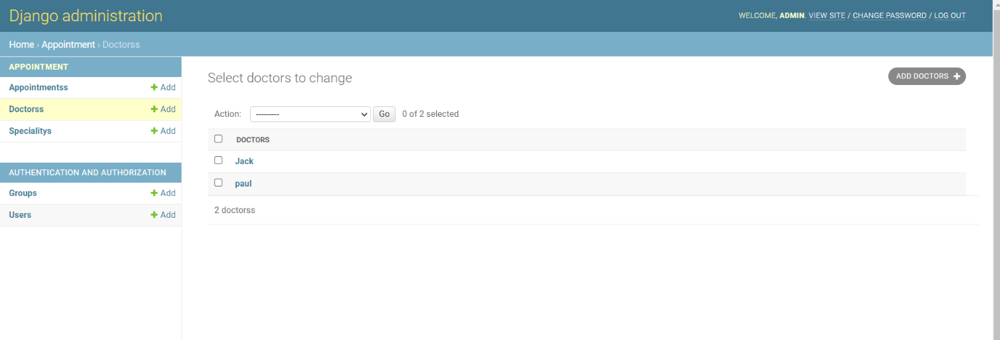 Django administration
WELCOME, ADMIN. VIEW SITE / CHANGE PASSWORD / LOG OUT
Home › Appointment › Doctorss
APPOINTMENT
Appointmentss + Add
Doctorss + Add
Specialitys + Add
AUTHENTICATION AND AUTHORIZATION
Groups + Add
Users + Add
Select doctors to change
ADD DOCTORS +
Action: --------- Go 0 of 2 selected
DOCTORS
Jack
paul
2 doctorss